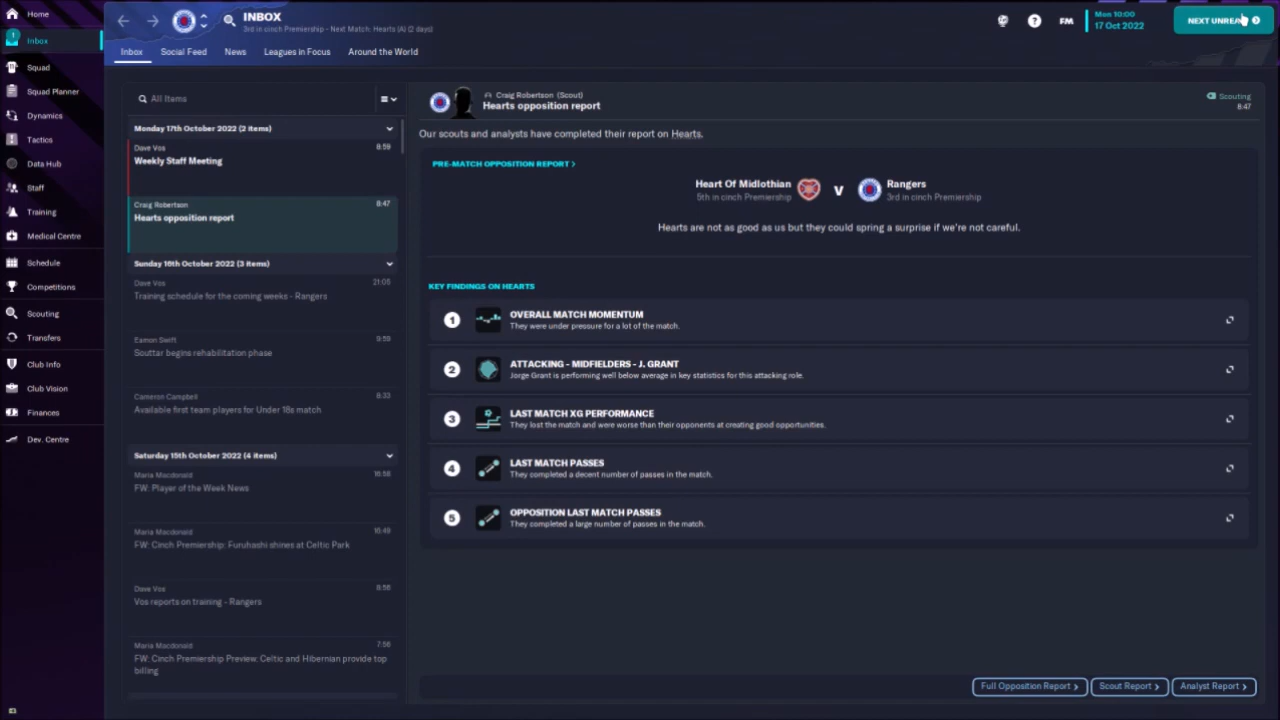 Home
Inbox
Squad
Squad Planner
Dynamics
Tactics
Data Hub
Staff
Training
Medical Centre
Schedule
Competitions
Scouting
Transfers
Club Info
Club Vision
Finances
Dev. Centre
INBOX
3rd in cinch Premiership - Next Match: Hearts (A) (2 days)
FM
Mon 10:00
17 Oct 2022
NEXT UNREA
Inbox
Social Feed
News
Leagues in Focus
Around the World
All Items
Monday 17th October 2022 (2 items)
Dave Vos 8:59
Weekly Staff Meeting
Craig Robertson 8:47
Hearts opposition report
Sunday 16th October 2022 (3 items)
Dave Vos 21:05
Training schedule for the coming weeks - Rangers
Eamon Swift 9:59
Souttar begins rehabilitation phase
Cameron Campbell 8:33
Available first team players for Under 18s match
Saturday 15th October 2022 (4 items)
Maria Macdonald 16:58
FW: Player of the Week News
Maria Macdonald 16:49
FW: Cinch Premiership: Furuhashi shines at Celtic Park
Dave Vos 8:56
Vos reports on training - Rangers
Maria Macdonald 7:56
FW: Cinch Premiership Preview: Celtic and Hibernian provide top
billing
Craig Robertson (Scout)
Hearts opposition report
Scouting
8:47
Our scouts and analysts have completed their report on Hearts.
PRE-MATCH OPPOSITION REPORT >
Heart Of Midlothian
5th in cinch Premiership
V
Rangers
3rd in cinch Premiership
Hearts are not as good as us but they could spring a surprise if we're not careful.
KEY FINDINGS ON HEARTS
1
OVERALL MATCH MOMENTUM
They were under pressure for a lot of the match.
2
ATTACKING - MIDFIELDERS - J. GRANT
Jorge Grant is performing well below average in key statistics for this attacking role.
3
LAST MATCH XG PERFORMANCE
They lost the match and were worse than their opponents at creating good opportunities.
4
LAST MATCH PASSES
They completed a decent number of passes in the match.
5
OPPOSITION LAST MATCH PASSES
They completed a large number of passes in the match.
Full Opposition Report >
Scout Report >
Analyst Report >